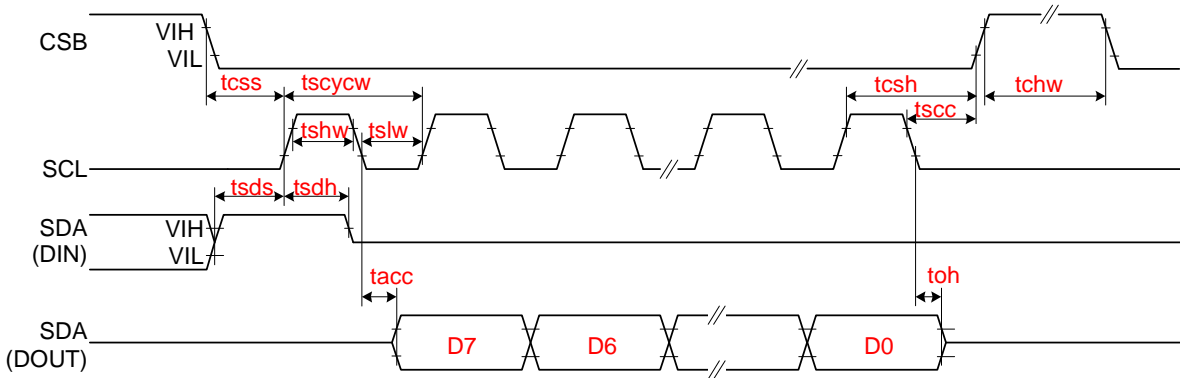 CSB
VIH
VIL
tcss
tscycw
tcsh
tchw
tscc
tshw
tslw
SCL
tsds
tsdh
SDA
(DIN)
VIH
VIL
tacc
toh
SDA
(DOUT)
D7
D6
D0